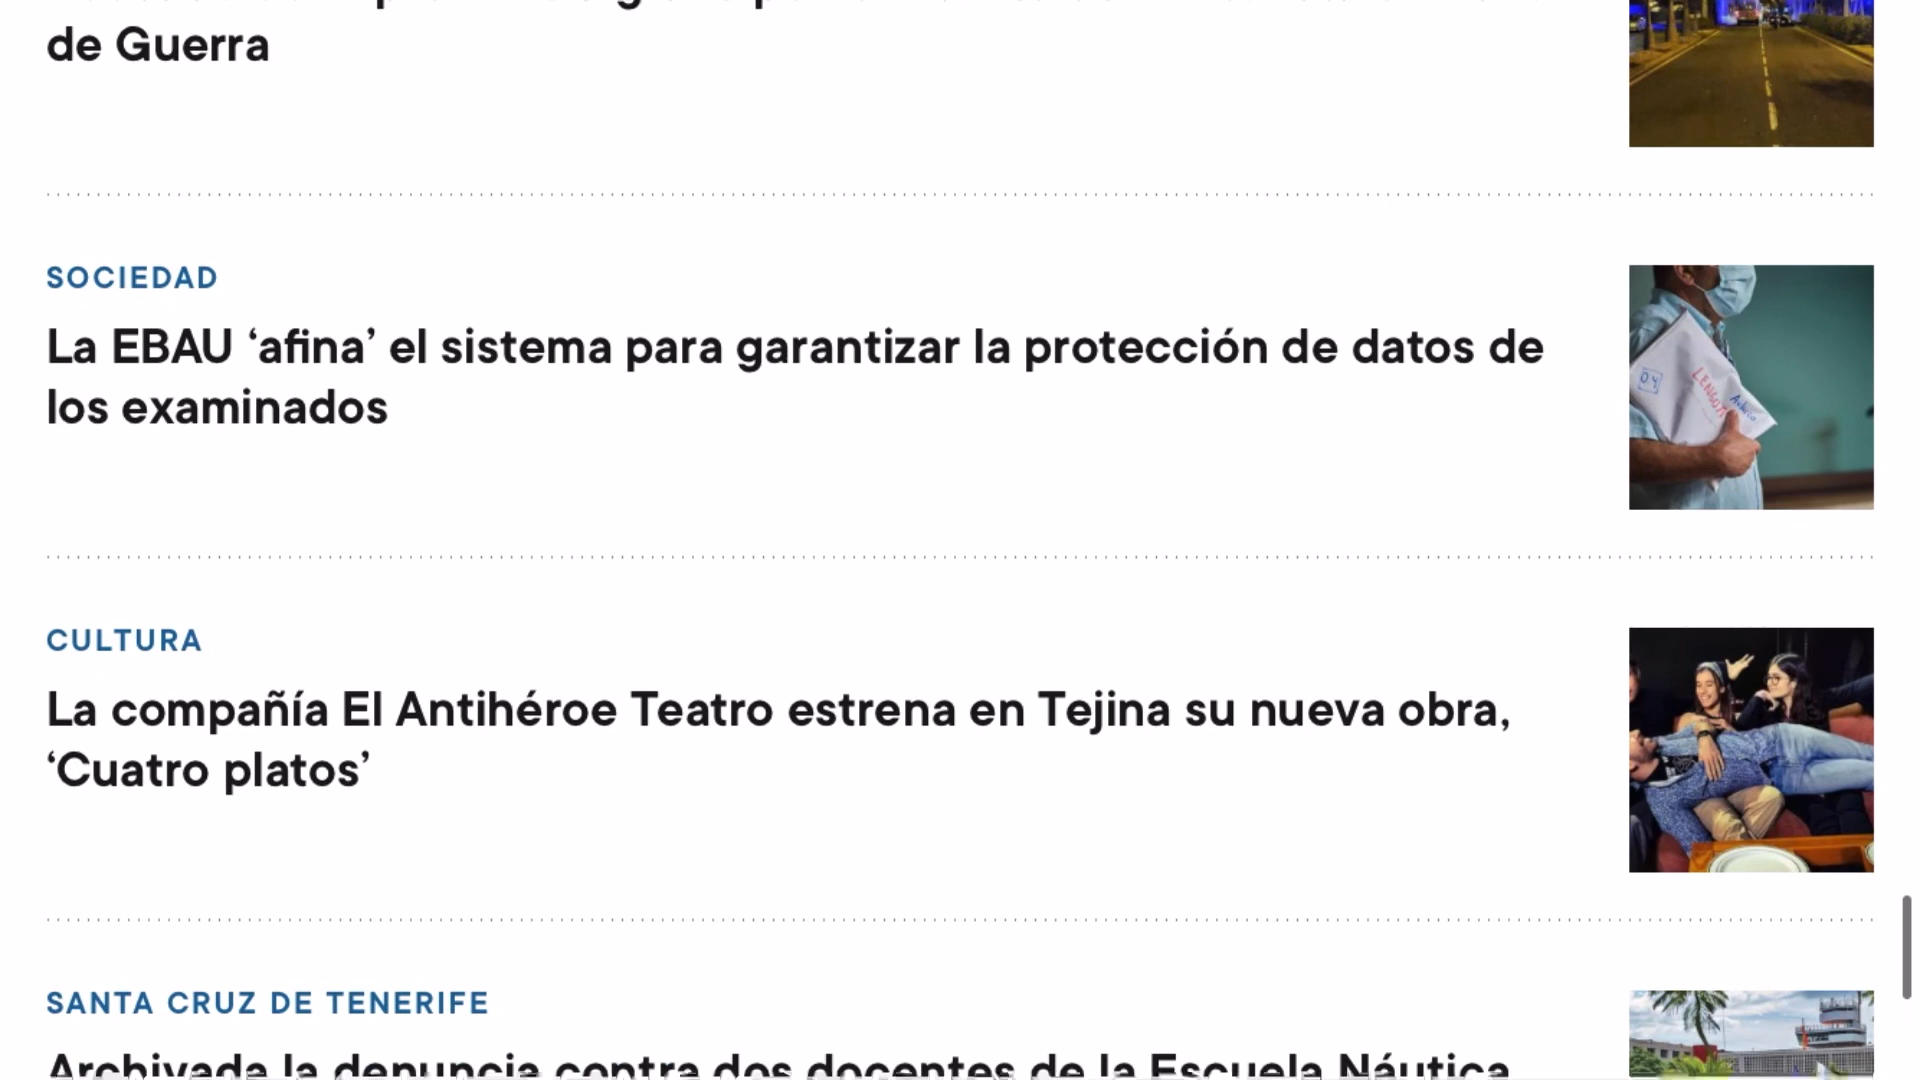 de Guerra
SOCIEDAD
La EBAU ‘afina’ el sistema para garantizar la protección de datos de
los examinados
CULTURA
La compañía El Antihéroe Teatro estrena en Tejina su nueva obra,
‘Cuatro platos’
SANTA CRUZ DE TENERIFE
Archivada la denuncia contra dos docentes de la Escuela Náutica